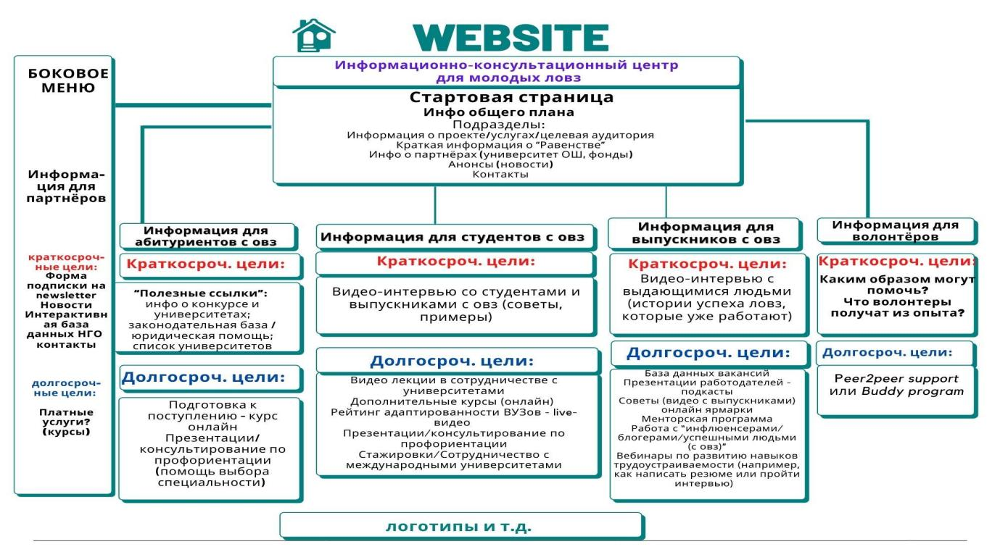 WEBSITE
Информационно-консультационный центр
для молодых ловз
Стартовая страница
Инфо общего плана
Подразделы:
Информация о проекте/услугах/целевая аудитория
Краткая информация о "Равенстве"
Инфо о партнёрах (университет ОШ, фонды)
Анонсы (новости)
Контакты
БОКОВОЕ
МЕНЮ
Информа-
ция для
партнёров
краткосроч-
ные цели:
Форма
подписки на
newsletter
Новости
Интерактивн
ая база
данных НГО
контакты
долгосроч-
ные цели:
Платные
услуги?
(курсы)
Информация для
абитуриентов с овз
Краткосроч. цели:
"Полезные ссылки":
инфо о конкурсе и
университетах;
законодательная база /
юридическая помощь;
список университетов
Долгосроч. цели:
Подготовка к
поступлению - курс
онлайн
Презентации/
консультирование по
профориентации
(помощь выбора
специальности)
Информация для студентов с овз
Краткосроч. цели:
Видео-интервью со студентами и
выпускниками с овз (советы,
примеры)
Долгосроч. цели:
Видео лекции в сотрудничестве с
университетами
Дополнительные курсы (онлайн)
Рейтинг адаптированности ВУЗов - live-
видео
Презентации/консультирование по
профориентации
Стажировки/Сотрудничество с
международными университетами
Информация для
выпускников с овз
Краткосроч. цели:
Видео-интервью с
выдающимися людьми
(истории успеха ловз,
которые уже работают)
Долгосроч. цели:
База данных вакансий
Презентации работодателей -
подкасты
Советы (видео с выпускниками)
онлайн ярмарки
Менторская программа
Работа с "инфлюенсерами/
блогерами/успешными людьми
(с овз)"
Вебинары по развитию навыков
трудоустраиваемости (например,
как написать резюме или пройти
интервью)
Информация для
волонтёров
Краткосроч. цели:
Каким образом могут
помочь?
Что волонтеры
получат из опыта?
Долгосроч. цели:
Peer2peer support
или Buddy program
логотипы и т.д.